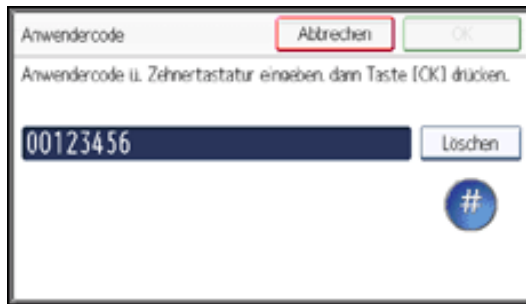 Anwendercode Abbrechen OK
Anwendercode ü. Zehnertastatur eingeben, dann Taste [OK] drücken.
00123456 Löschen
#